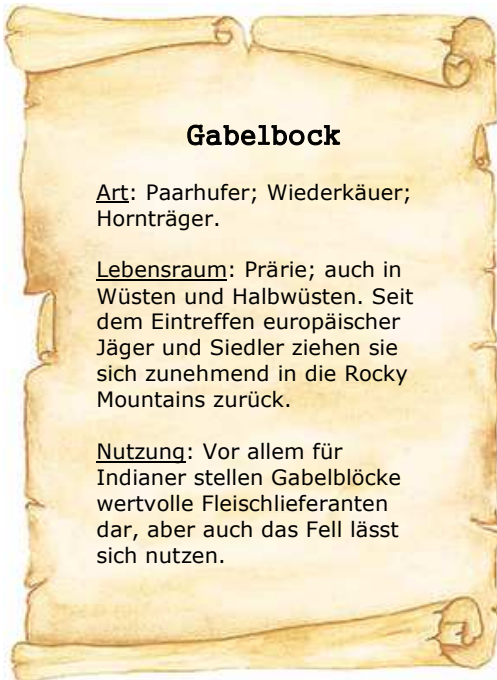 Gabelbock
Art: Paarhufer; Wiederkäuer;
Hornträger.
Lebensraum: Prärie; auch in
Wüsten und Halbwüsten. Seit
dem Eintreffen europäischer
Jäger und Siedler ziehen sie
sich zunehmend in die Rocky
Mountains zurück.
Nutzung: Vor allem für
Indianer stellen Gabelblöcke
wertvolle Fleischlieferanten
dar, aber auch das Fell lässt
sich nutzen.